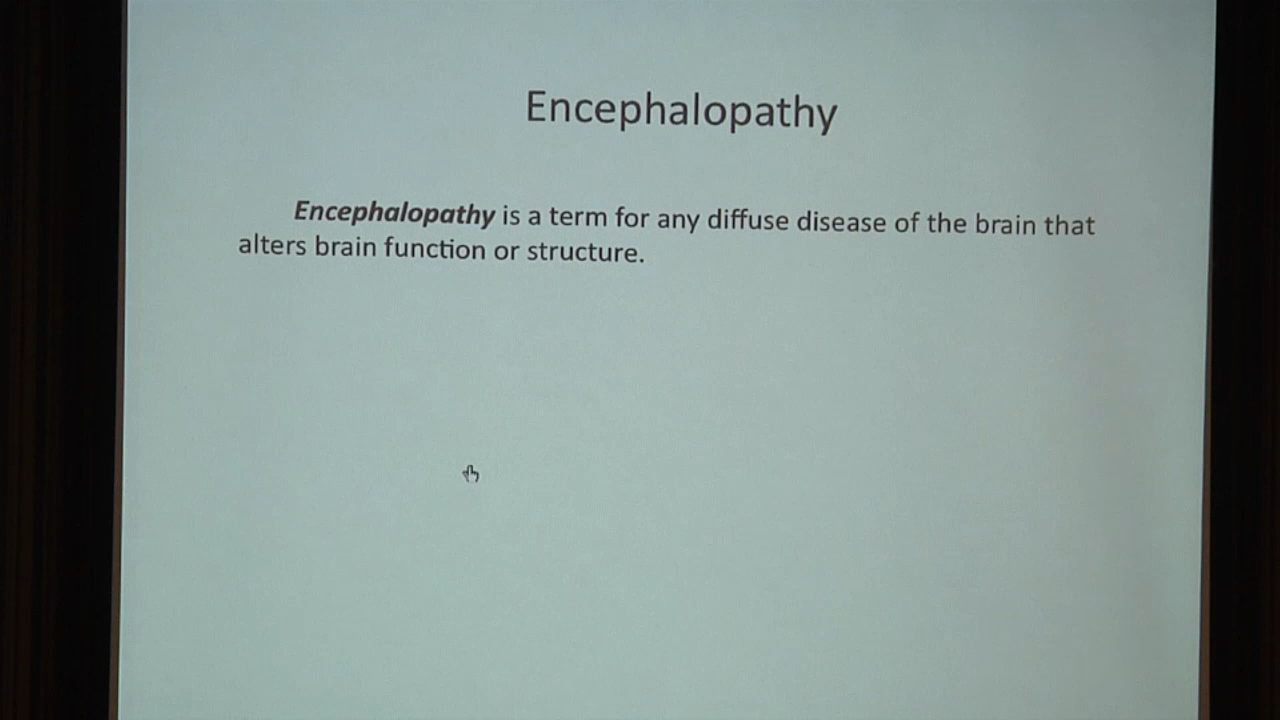 Encephalopathy
Encephalopathy is a term for any diffuse disease of the brain that
alters brain function or structure.